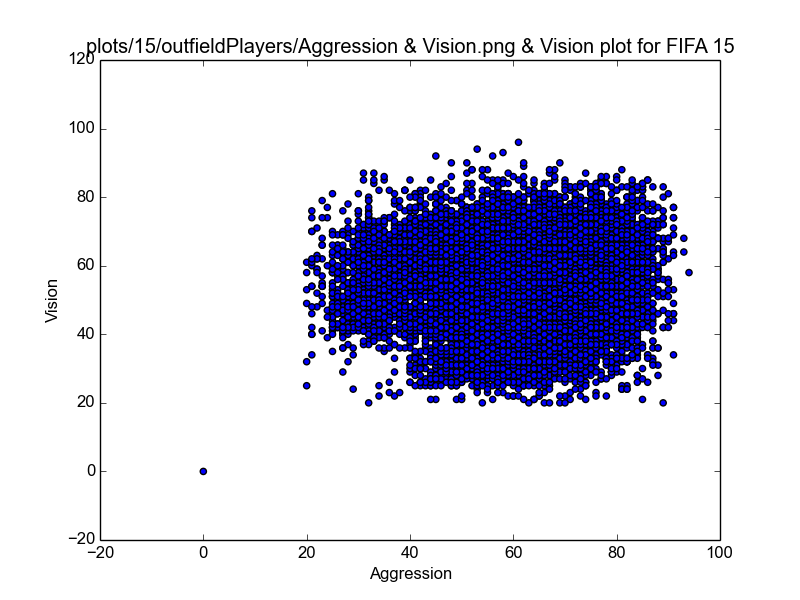 plots/15/outfieldPlayers/Aggression & Vision.png & Vision plot for FIFA 15
120
100
80
60
40
20
0
−20
Vision
−20 0 20 40 60 80 100
Aggression